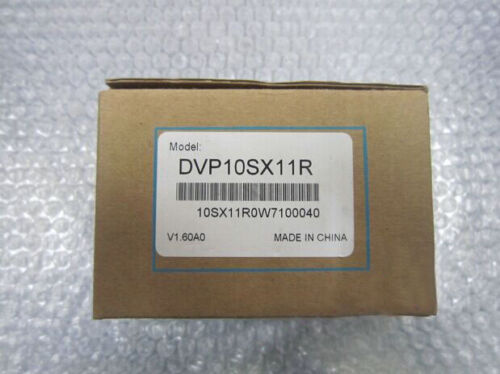 Model:
DVP10SX11R
10SX11R0W7100040
V1.60A0 MADE IN CHINA